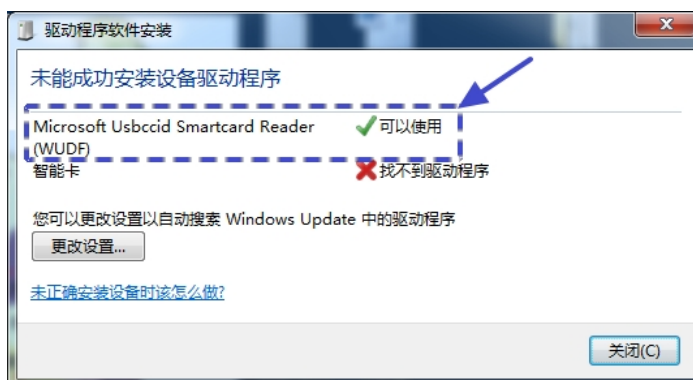 驱动程序软件安装
未能成功安装设备驱动程序
Microsoft Usbccid Smartcard Reader 可以使用
(WUDF)
智能卡 找不到驱动程序
您可以更改设置以自动搜索 Windows Update 中的驱动程序
更改设置...
未正确安装设备时该怎么做?
关闭(C)